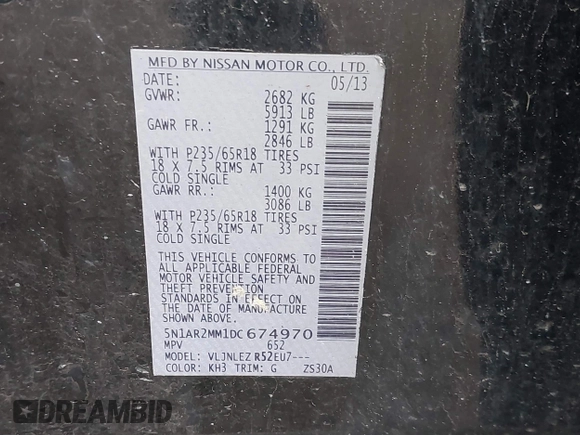 MFD BY NISSAN MOTOR CO., LTD.
DATE: 05/13
GVWR: 2682 KG
5913 LB
GAWR FR.: 1291 KG
2846 LB
WITH P235/65R18 TIRES
18 X 7.5 RIMS AT 33 PSI
COLD SINGLE
GAWR RR.: 1400 KG
3086 LB
WITH P235/65R18 TIRES
18 X 7.5 RIMS AT 33 PSI
COLD SINGLE
THIS VEHICLE CONFORMS TO
ALL APPLICABLE FEDERAL
MOTOR VEHICLE SAFETY AND
THEFT PREVENTION
STANDARDS IN EFFECT ON
THE DATE OF MANUFACTURE
SHOWN ABOVE.
5N1AR2MM1DC674970
MPV 652
MODEL: VLJNLEZ R52EU7---
COLOR: KH3 TRIM: G ZS30A
DREAMBID